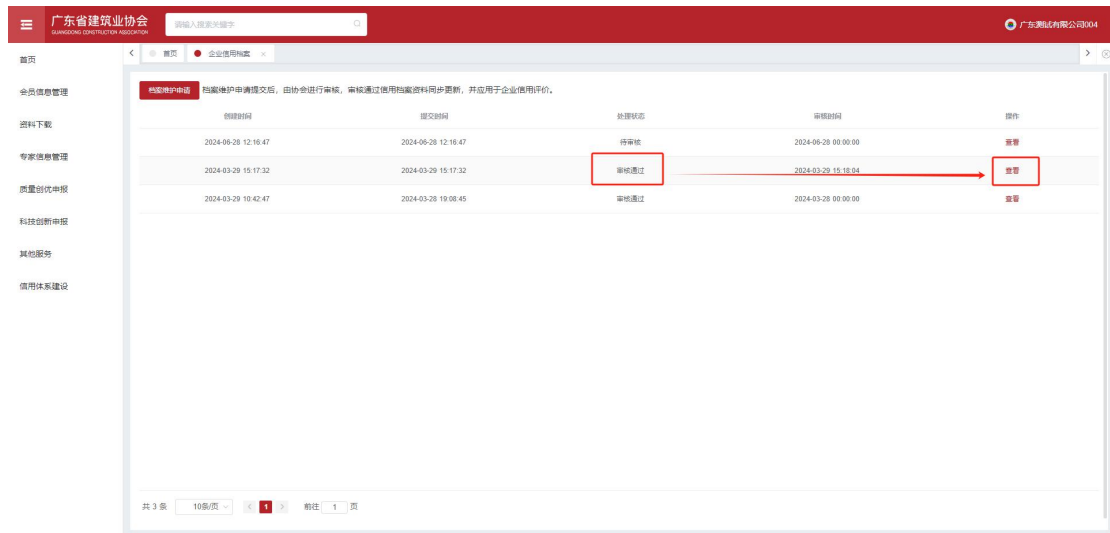 广东省建筑业协会
GUANGDONG CONSTRUCTION ASSOCIATION
请输入搜索关键字
广东测试有限公司004
首页
会员信息管理
资料下载
专家信息管理
质量创优申报
科技创新申报
其他服务
信用体系建设
首页 企业信用档案
档案维护申请 档案维护申请提交后，由协会进行审核，审核通过信用档案资料同步更新，并应用于企业信用评价。
创建时间 提交时间 处理状态 审核时间 操作
2024-06-28 12:16:47 2024-06-28 12:16:47 待审核 2024-06-28 00:00:00 查看
2024-03-29 15:17:32 2024-03-29 15:17:32 审核通过 2024-03-29 15:18:04 查看
2024-03-29 10:42:47 2024-03-28 19:08:45 审核通过 2024-03-28 00:00:00 查看
共 3 条 10条/页 1 前往 1 页